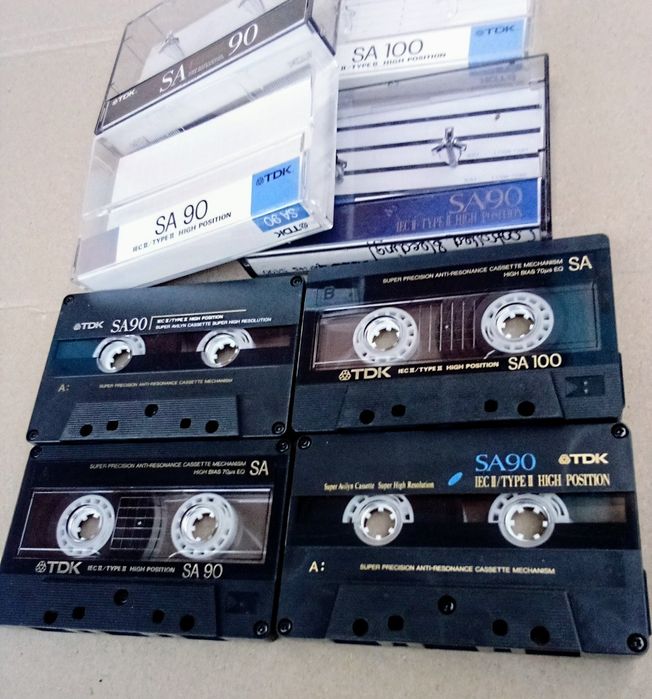 TDK SA 90
SA 100
TDK
IEC II / TYPE II HIGH POSITION
TDK
SA 90
SA 90
IEC II / TYPE II HIGH POSITION
SA90
IEC II · TYPE II HIGH POSITION
TDK SA90 IEC II / TYPE II HIGH POSITION
SUPER AVILYN CASSETTE SUPER HIGH RESOLUTION
A: SUPER PRECISION ANTI-RESONANCE CASSETTE MECHANISM
B
SUPER PRECISION ANTI-RESONANCE CASSETTE MECHANISM SA
HIGH BIAS 70μs EQ
TDK IEC II / TYPE II HIGH POSITION SA 100
SUPER PRECISION ANTI-RESONANCE CASSETTE MECHANISM SA
HIGH BIAS 70μs EQ
TDK IEC II / TYPE II HIGH POSITION SA 90
SA90 TDK
Super Avilyn Cassette Super High Resolution IEC II / TYPE II HIGH POSITION
A: SUPER PRECISION ANTI-RESONANCE CASSETTE MECHANISM